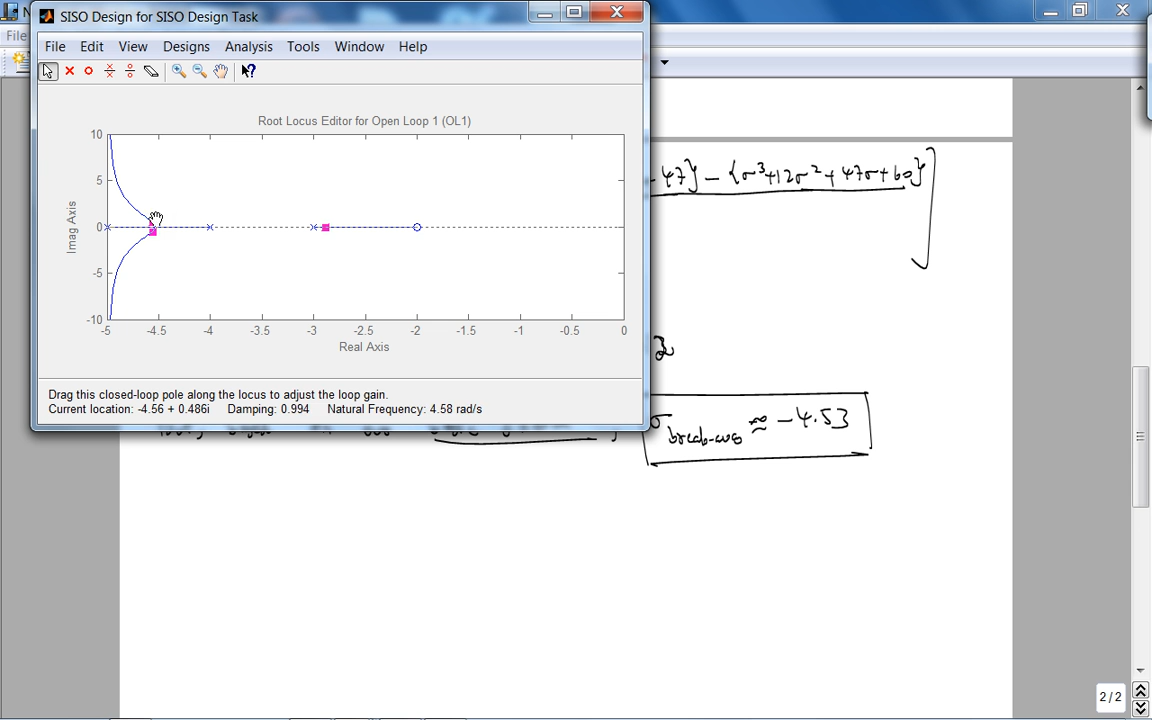 SISO Design for SISO Design Task
File Edit View Designs Analysis Tools Window Help
File
Root Locus Editor for Open Loop 1 (OL1)
10
5
0
-5
-10
Imag Axis
-5 -4.5 -4 -3.5 -3 -2.5 -2 -1.5 -1 -0.5 0
Real Axis
Drag this closed-loop pole along the locus to adjust the loop gain.
Current location: -4.56 + 0.486i Damping: 0.994 Natural Frequency: 4.58 rad/s
47} - {σ³+12σ²+47σ+60}
2
σ break-away ≈ -4.53
2 / 2